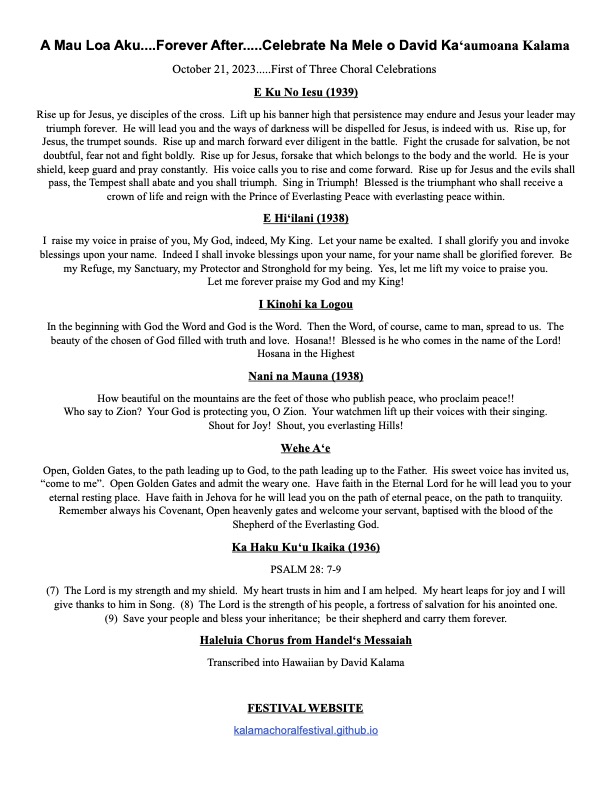 A Mau Loa Aku....Forever After.....Celebrate Na Mele o David Kaʻaumoana Kalama
October 21, 2023.....First of Three Choral Celebrations
E Ku No Iesu (1939)
Rise up for Jesus, ye disciples of the cross.  Lift up his banner high that persistence may endure and Jesus your leader may
triumph forever.  He will lead you and the ways of darkness will be dispelled for Jesus, is indeed with us.  Rise up, for
Jesus, the trumpet sounds.  Rise up and march forward ever diligent in the battle.  Fight the crusade for salvation, be not
doubtful, fear not and fight boldly.  Rise up for Jesus, forsake that which belongs to the body and the world.  He is your
shield, keep guard and pray constantly.  His voice calls you to rise and come forward.  Rise up for Jesus and the evils shall
pass, the Tempest shall abate and you shall triumph.  Sing in Triumph!  Blessed is the triumphant who shall receive a
crown of life and reign with the Prince of Everlasting Peace with everlasting peace within.
E Hiʻilani (1938)
I  raise my voice in praise of you, My God, indeed, My King.  Let your name be exalted.  I shall glorify you and invoke
blessings upon your name.  Indeed I shall invoke blessings upon your name, for your name shall be glorified forever.  Be
my Refuge, my Sanctuary, my Protector and Stronghold for my being.  Yes, let me lift my voice to praise you.
Let me forever praise my God and my King!
I Kinohi ka Logou
In the beginning with God the Word and God is the Word.  Then the Word, of course, came to man, spread to us.  The
beauty of the chosen of God filled with truth and love.  Hosana!!  Blessed is he who comes in the name of the Lord!
Hosana in the Highest
Nani na Mauna (1938)
How beautiful on the mountains are the feet of those who publish peace, who proclaim peace!!
Who say to Zion?  Your God is protecting you, O Zion.  Your watchmen lift up their voices with their singing.
Shout for Joy!  Shout, you everlasting Hills!
Wehe Aʻe
Open, Golden Gates, to the path leading up to God, to the path leading up to the Father.  His sweet voice has invited us,
“come to me”.  Open Golden Gates and admit the weary one.  Have faith in the Eternal Lord for he will lead you to your
eternal resting place.  Have faith in Jehova for he will lead you on the path of eternal peace, on the path to tranquiity.
Remember always his Covenant, Open heavenly gates and welcome your servant, baptised with the blood of the
Shepherd of the Everlasting God.
Ka Haku Kuʻu Ikaika (1936)
PSALM 28: 7-9
(7)  The Lord is my strength and my shield.  My heart trusts in him and I am helped.  My heart leaps for joy and I will
give thanks to him in Song.  (8)  The Lord is the strength of his people, a fortress of salvation for his anointed one.
(9)  Save your people and bless your inheritance;  be their shepherd and carry them forever.
Haleluia Chorus from Handelʻs Messaiah
Transcribed into Hawaiian by David Kalama
FESTIVAL WEBSITE
kalamachoralfestival.github.io